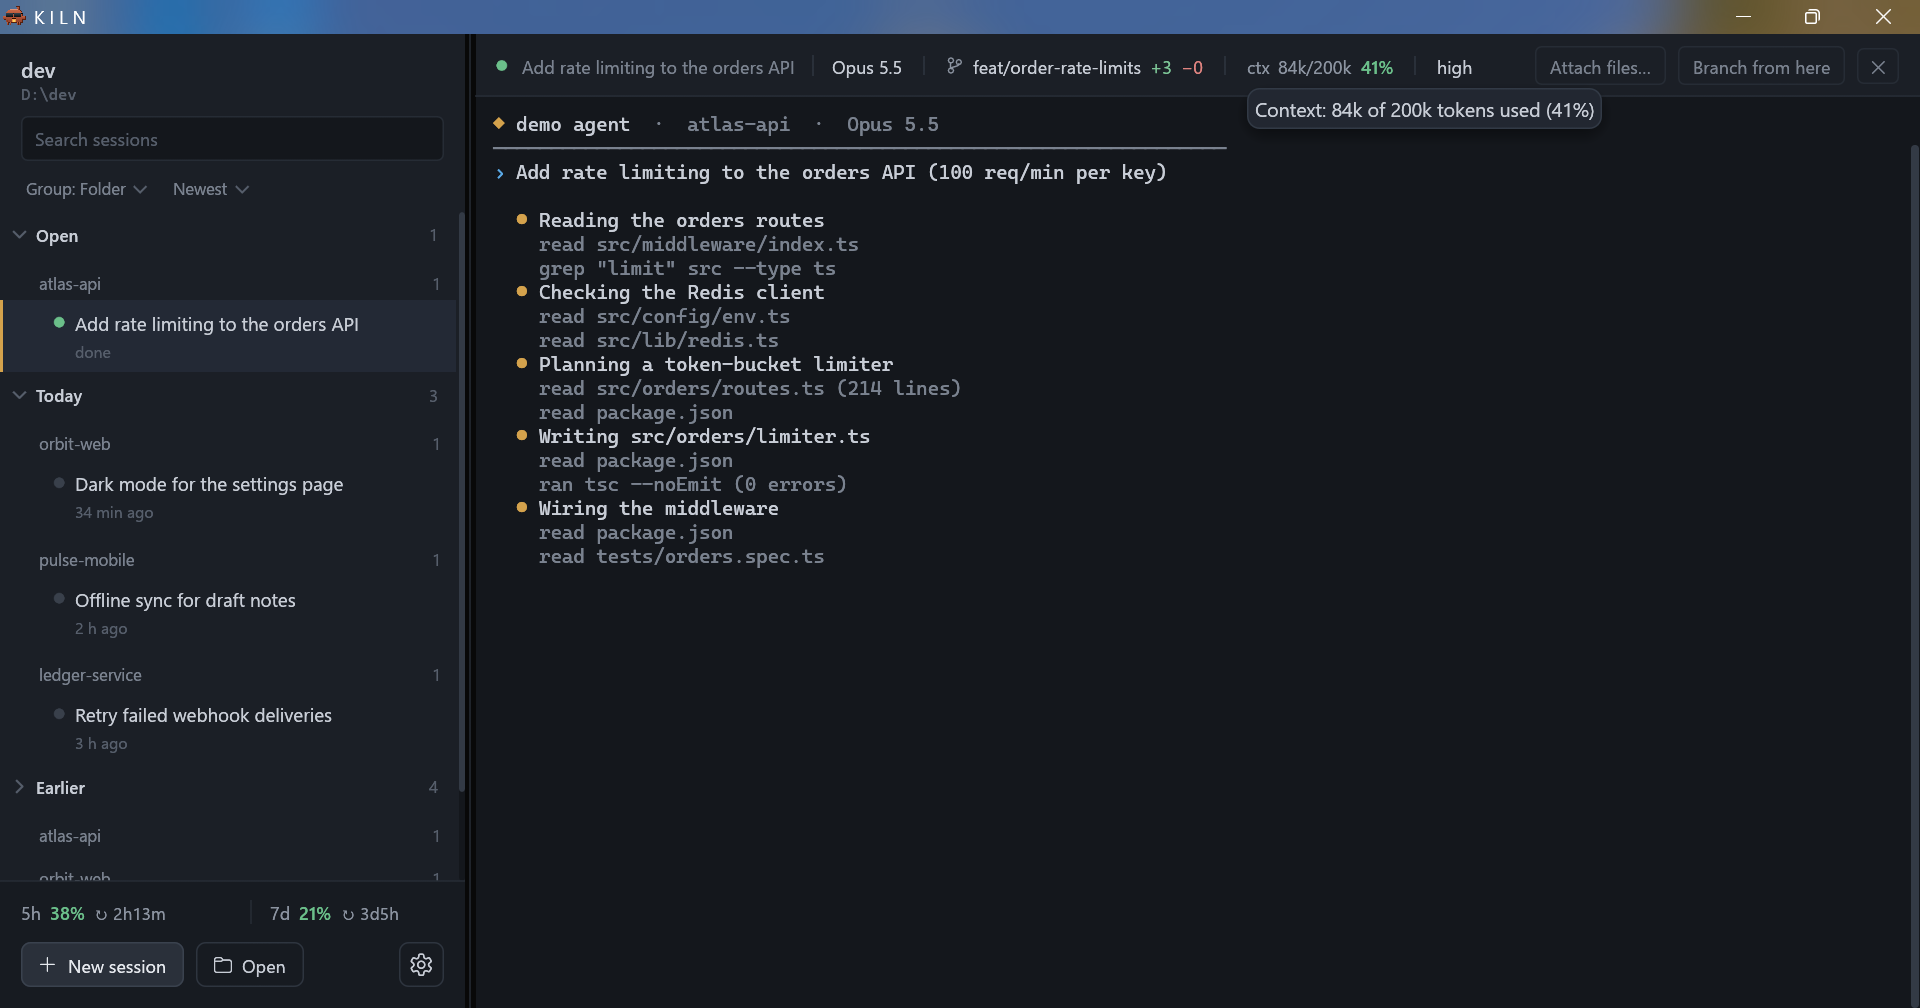 KILN
dev
D:\dev
Search sessions
Group: Folder Newest
Open 1
atlas-api 1
Add rate limiting to the orders API
done
Today 3
orbit-web 1
Dark mode for the settings page
34 min ago
pulse-mobile 1
Offline sync for draft notes
2 h ago
ledger-service 1
Retry failed webhook deliveries
3 h ago
Earlier 4
atlas-api 1
orbit-web 1
5h 38% ↻ 2h13m 7d 21% ↻ 3d5h
+ New session Open
Add rate limiting to the orders API Opus 5.5 feat/order-rate-limits +3 −0 ctx 84k/200k 41% high Attach files... Branch from here
Context: 84k of 200k tokens used (41%)
◆ demo agent · atlas-api · Opus 5.5
› Add rate limiting to the orders API (100 req/min per key)
● Reading the orders routes
read src/middleware/index.ts
grep "limit" src --type ts
● Checking the Redis client
read src/config/env.ts
read src/lib/redis.ts
● Planning a token-bucket limiter
read src/orders/routes.ts (214 lines)
read package.json
● Writing src/orders/limiter.ts
read package.json
ran tsc --noEmit (0 errors)
● Wiring the middleware
read package.json
read tests/orders.spec.ts